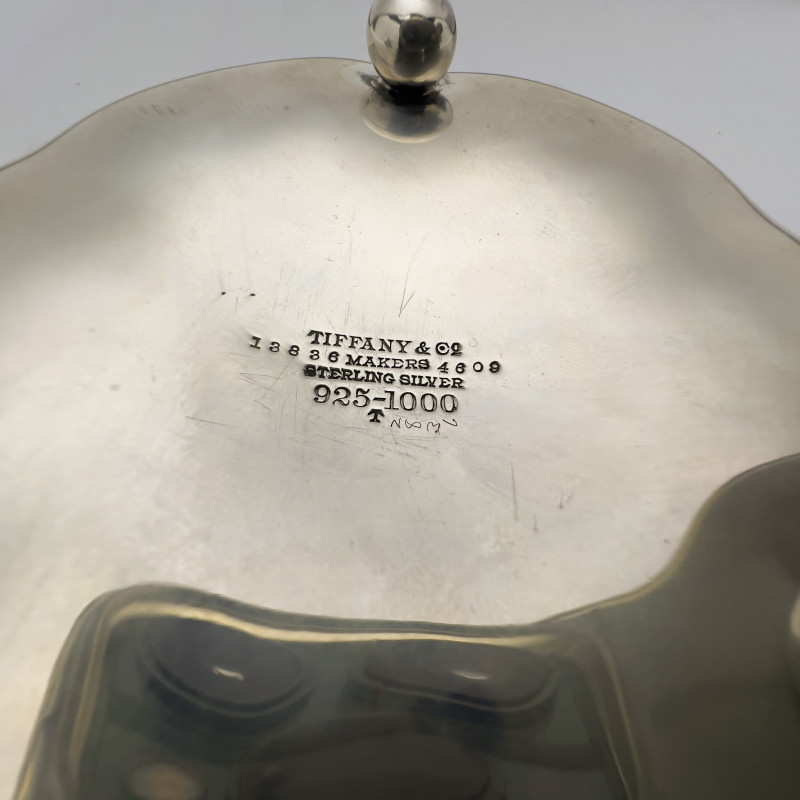 TIFFANY & Co
13836 MAKERS 4609
STERLING SILVER
925-1000
T